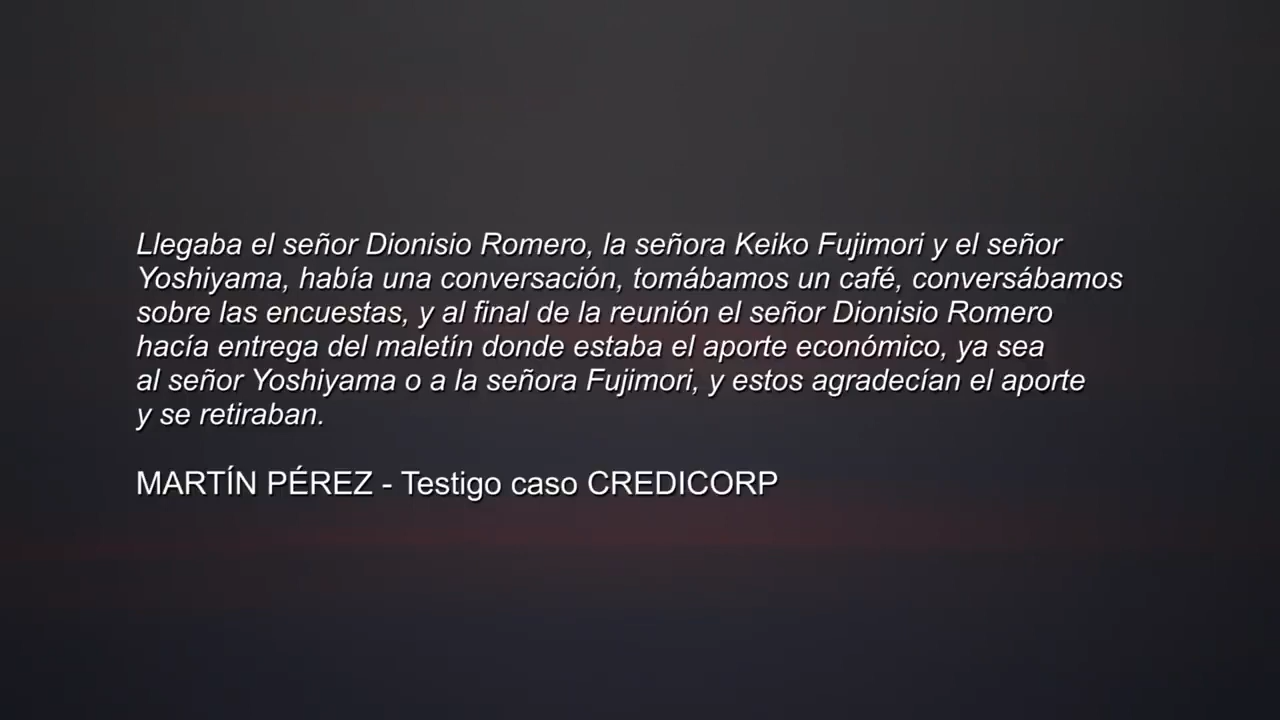 Llegaba el señor Dionisio Romero, la señora Keiko Fujimori y el señor
Yoshiyama, había una conversación, tomábamos un café, conversábamos
sobre las encuestas, y al final de la reunión el señor Dionisio Romero
hacía entrega del maletín donde estaba el aporte económico, ya sea
al señor Yoshiyama o a la señora Fujimori, y estos agradecían el aporte
y se retiraban.
MARTÍN PÉREZ - Testigo caso CREDICORP